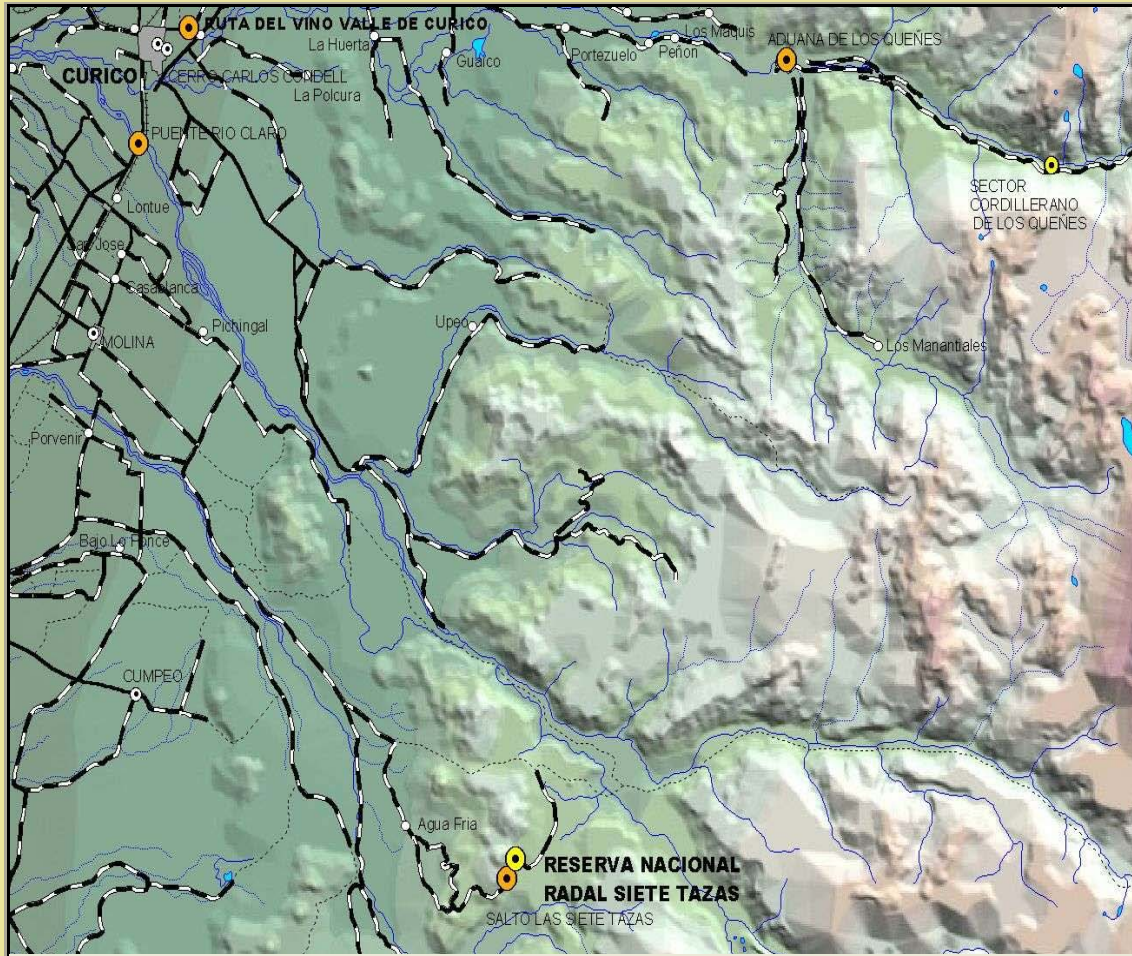 RUTA DEL VINO VALLE DE CURICO
Los Maquis
La Huerta
Peñon
ADUANA DE LOS QUEÑES
Portezuelo
Gualco
CURICO
CERRO CARLOS CONDELL
La Polcura
PUENTE RIO CLARO
SECTOR
CORDILLERANO
DE LOS QUEÑES
Lontue
San Jose
Casablanca
Upeo
Pichingal
MOLINA
Los Manantiales
Porvenir
Bajo Lo Ponce
CUMPEO
Agua Fria
RESERVA NACIONAL
RADAL SIETE TAZAS
SALTO LAS SIETE TAZAS